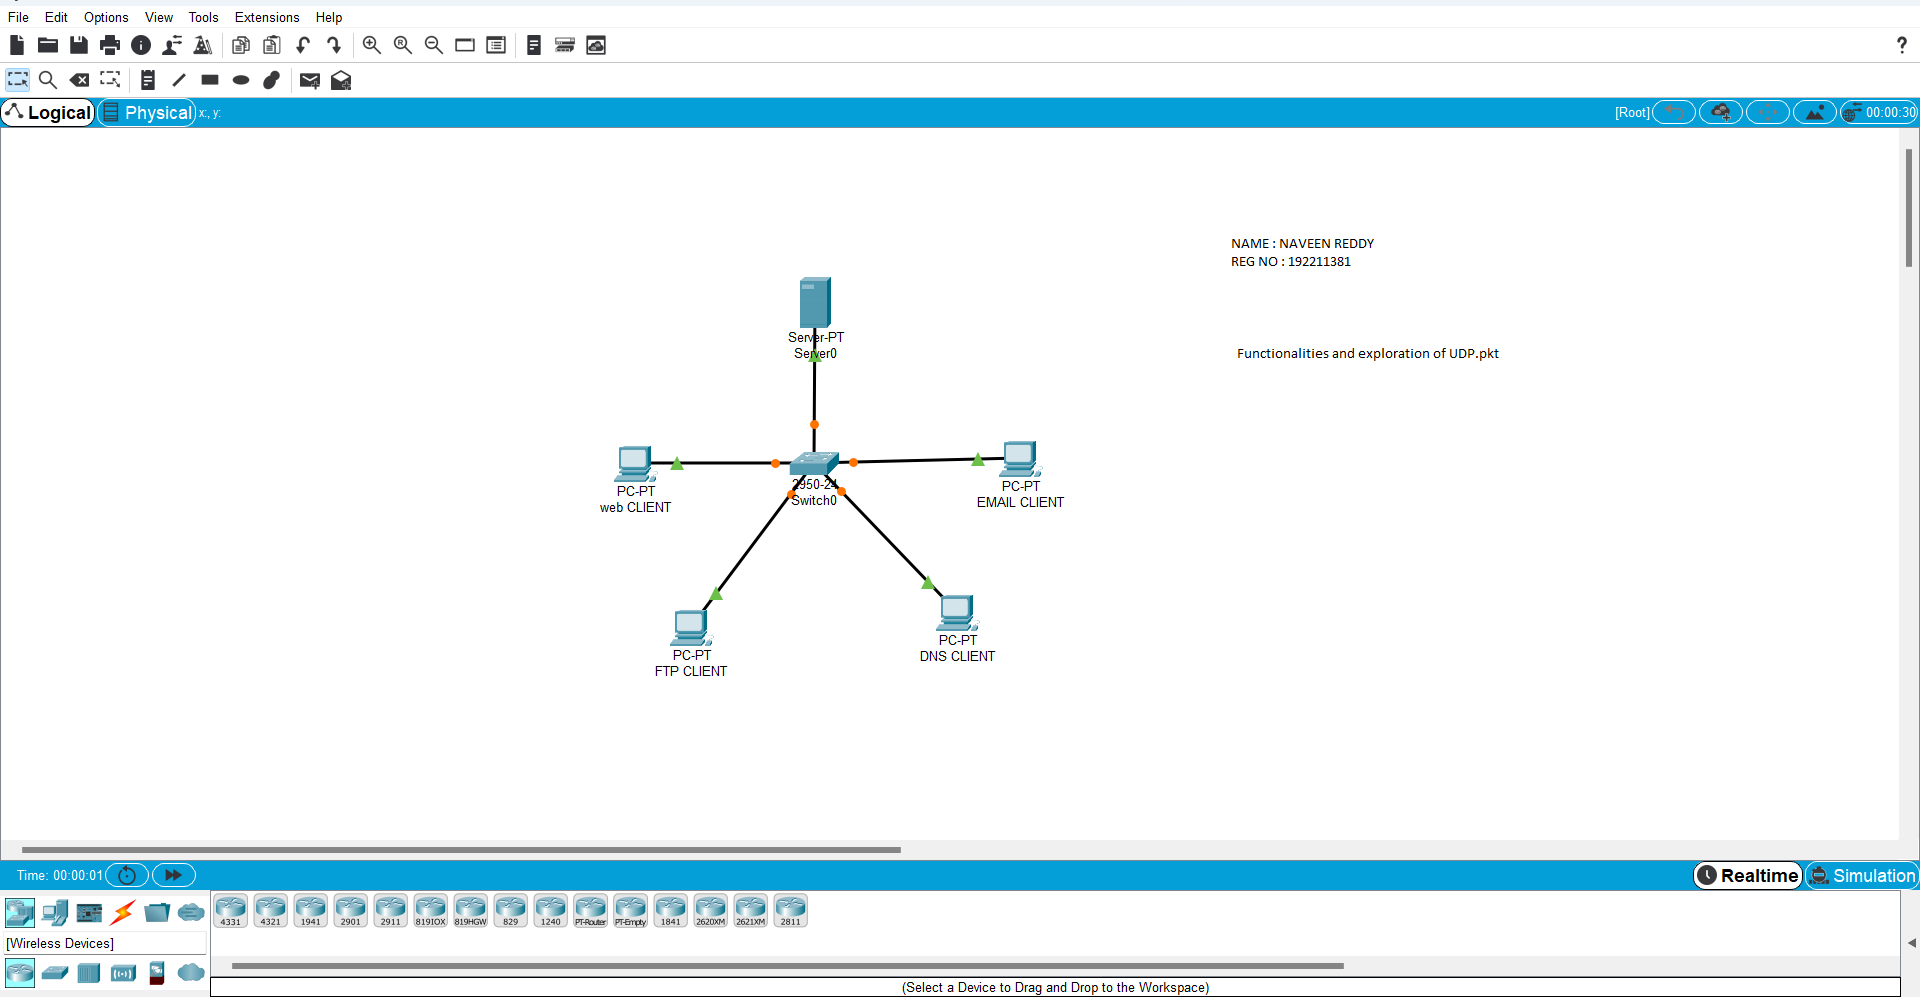 File Edit Options View Tools Extensions Help
?
Logical Physical x:, y: [Root] 00:00:30
NAME : NAVEEN REDDY
REG NO : 192211381
Server-PT
Server0
Functionalities and exploration of UDP.pkt
PC-PT
web CLIENT
2950-24
Switch0
PC-PT
EMAIL CLIENT
PC-PT
FTP CLIENT
PC-PT
DNS CLIENT
Time: 00:00:01 Realtime Simulation
4331 4321 1941 2901 2911 819IOX 819HGW 829 1240 PT-Router PT-Empty 1841 2620XM 2621XM 2811
[Wireless Devices]
(Select a Device to Drag and Drop to the Workspace)